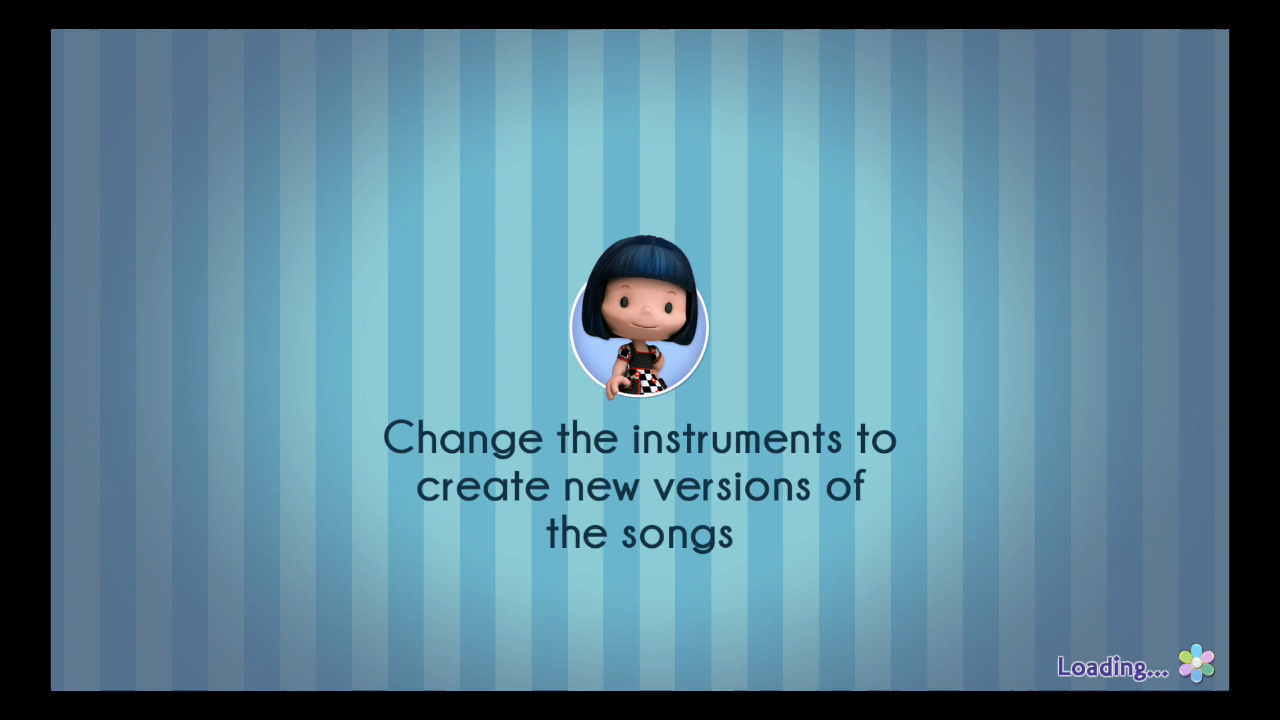 Change the instruments to
create new versions of
the songs
Loading...